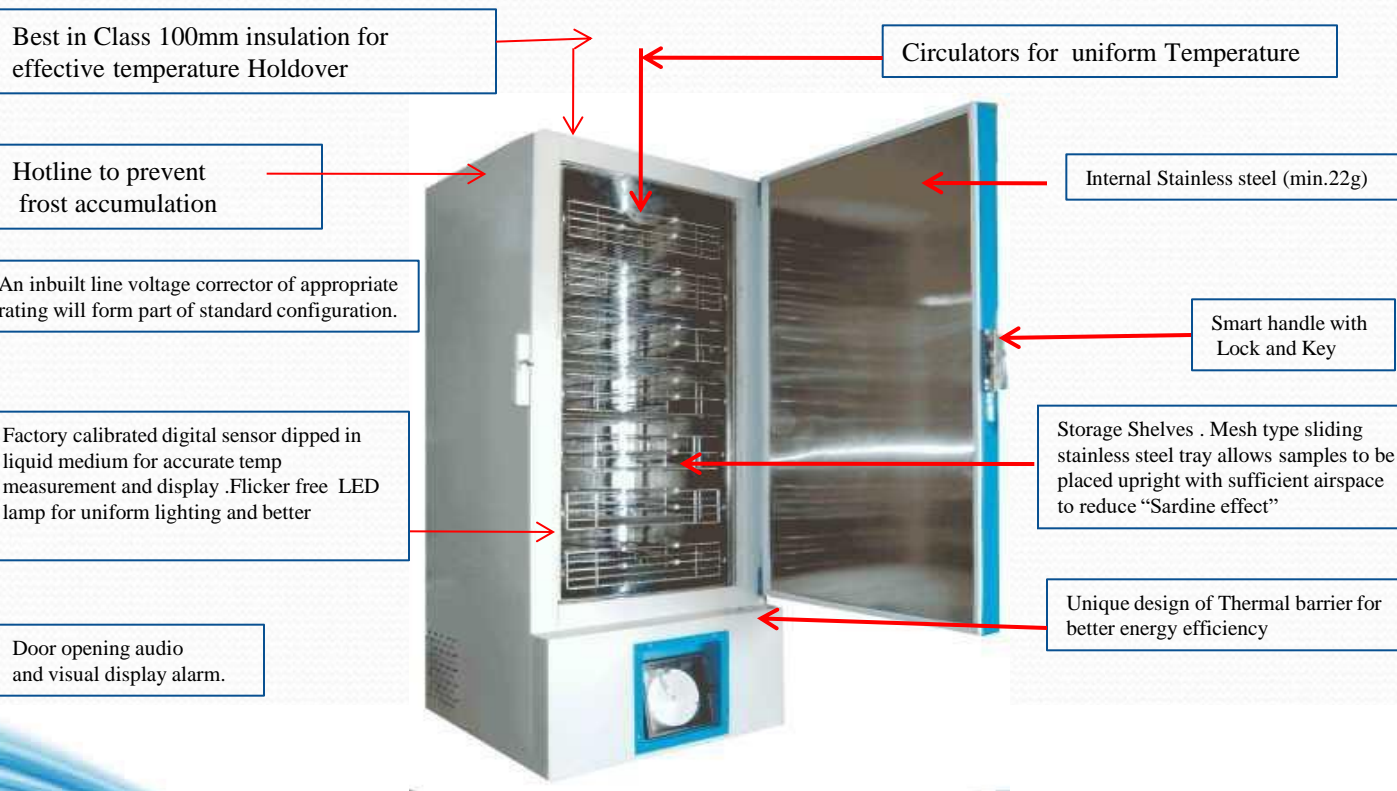 Best in Class 100mm insulation for
effective temperature Holdover
Circulators for uniform Temperature
Hotline to prevent
frost accumulation
Internal Stainless steel (min.22g)
An inbuilt line voltage corrector of appropriate
rating will form part of standard configuration.
Smart handle with
Lock and Key
Factory calibrated digital sensor dipped in
liquid medium for accurate temp
measurement and display .Flicker free LED
lamp for uniform lighting and better
Storage Shelves . Mesh type sliding
stainless steel tray allows samples to be
placed upright with sufficient airspace
to reduce “Sardine effect”
Unique design of Thermal barrier for
better energy efficiency
Door opening audio
and visual display alarm.